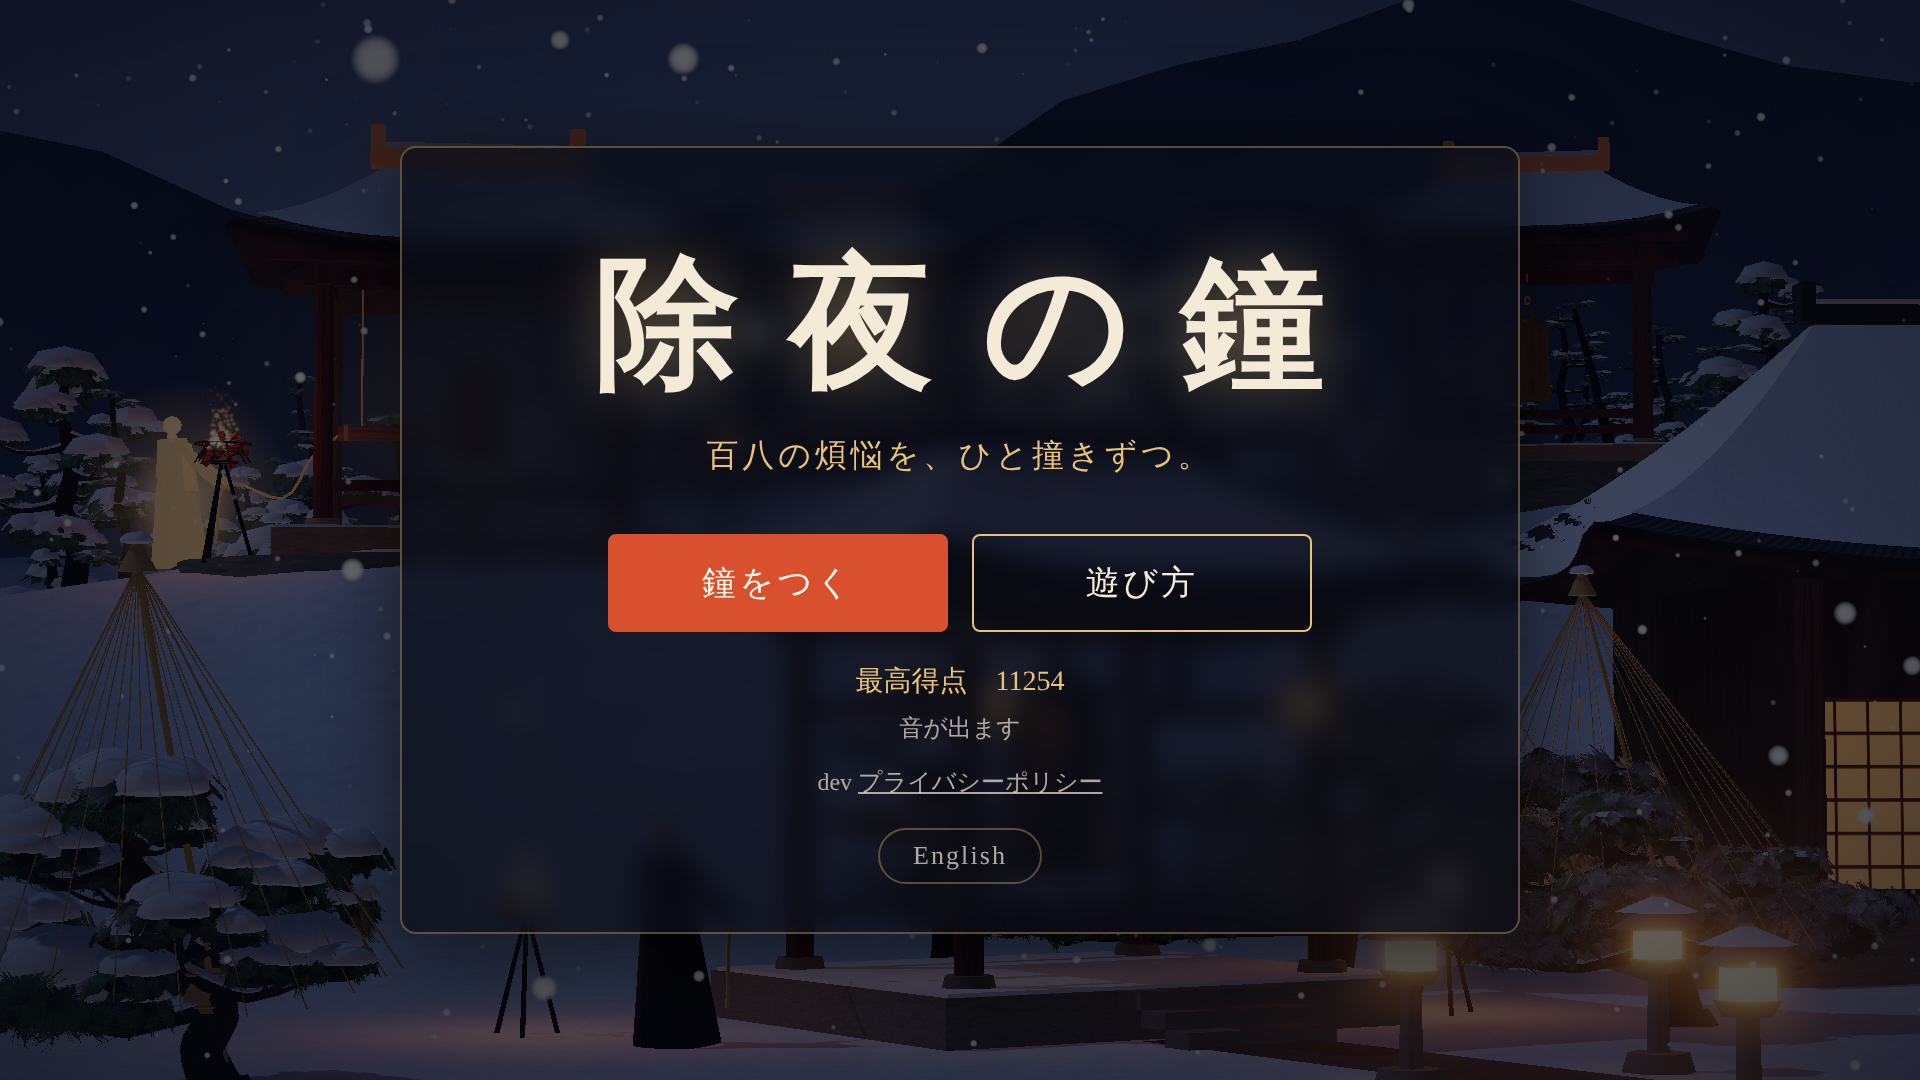 除夜の鐘
百八の煩悩を、ひと撞きずつ。
鐘をつく
遊び方
最高得点 11254
音が出ます
dev プライバシーポリシー
English